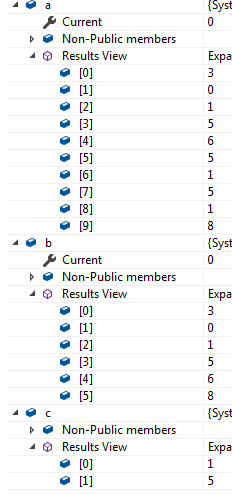 a {Syst
Current 0
Non-Public members
Results View Expa
[0] 3
[1] 0
[2] 1
[3] 5
[4] 6
[5] 5
[6] 1
[7] 5
[8] 1
[9] 8
b {Syst
Current 0
Non-Public members
Results View Expa
[0] 3
[1] 0
[2] 1
[3] 5
[4] 6
[5] 8
c {Syst
Non-Public members
Results View Expa
[0] 1
[1] 5